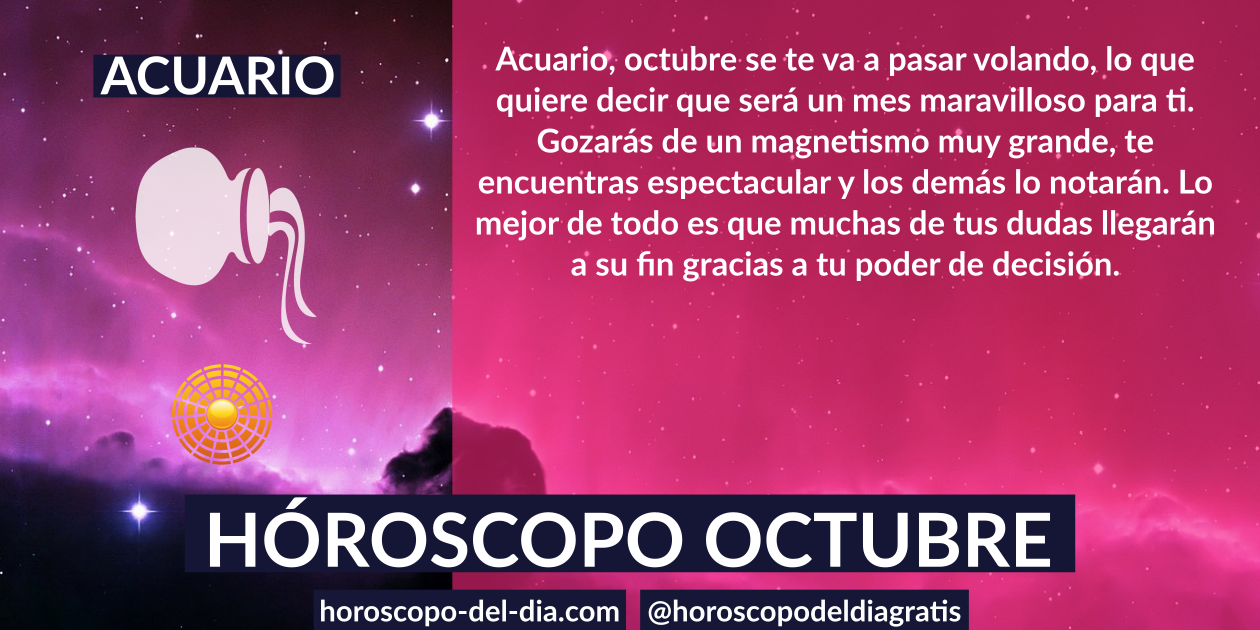 ACUARIO
Acuario, octubre se te va a pasar volando, lo que
quiere decir que será un mes maravilloso para ti.
Gozarás de un magnetismo muy grande, te
encuentras espectacular y los demás lo notarán. Lo
mejor de todo es que muchas de tus dudas llegarán
a su fin gracias a tu poder de decisión.
HÓROSCOPO OCTUBRE
horoscopo-del-dia.com
@horoscopodeldiagratis